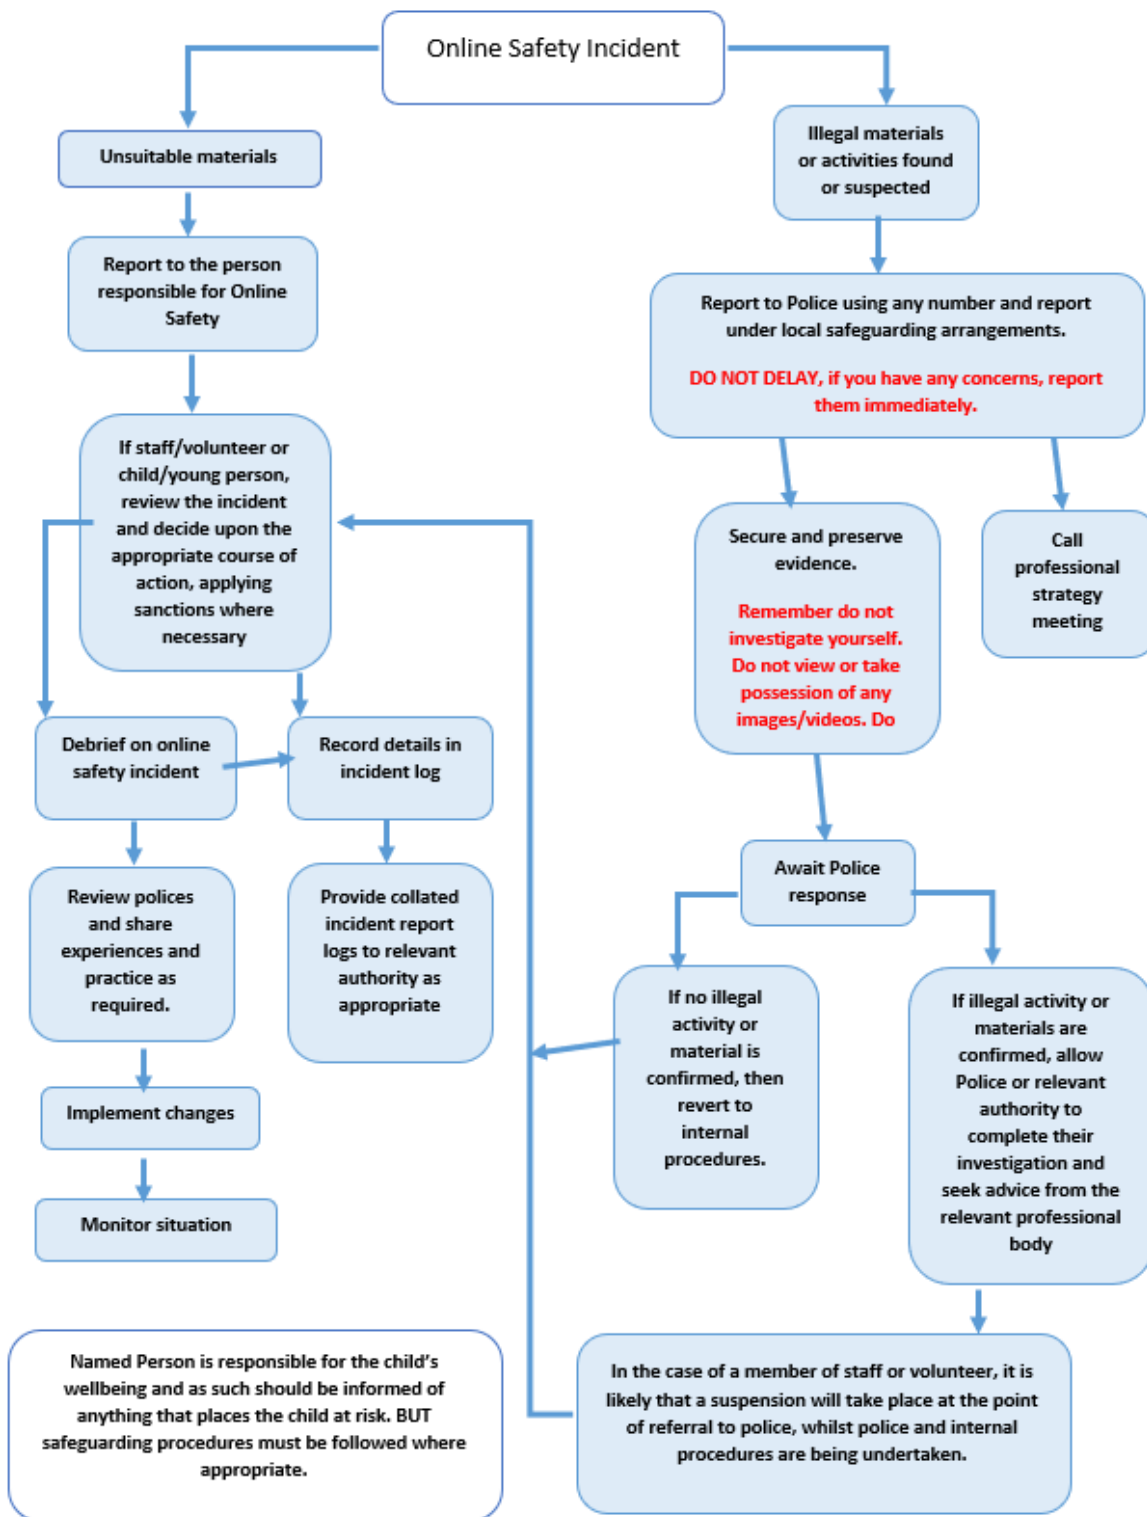 Online Safety Incident
Unsuitable materials
Report to the person
responsible for Online
Safety
If staff/volunteer or
child/young person,
review the incident
and decide upon the
appropriate course of
action, applying
sanctions where
necessary
Debrief on online
safety incident
Record details in
incident log
Review polices
and share
experiences and
practice as
required.
Provide collated
incident report
logs to relevant
authority as
appropriate
Implement changes
Monitor situation
Illegal materials
or activities found
or suspected
Report to Police using any number and report
under local safeguarding arrangements.
DO NOT DELAY, if you have any concerns, report
them immediately.
Secure and preserve
evidence.
Remember do not
investigate yourself.
Do not view or take
possession of any
images/videos. Do
Call
professional
strategy
meeting
Await Police
response
If no illegal
activity or
material is
confirmed, then
revert to
internal
procedures.
If illegal activity or
materials are
confirmed, allow
Police or relevant
authority to
complete their
investigation and
seek advice from the
relevant professional
body
In the case of a member of staff or volunteer, it is
likely that a suspension will take place at the point
of referral to police, whilst police and internal
procedures are being undertaken.
Named Person is responsible for the child's
wellbeing and as such should be informed of
anything that places the child at risk. BUT
safeguarding procedures must be followed where
appropriate.